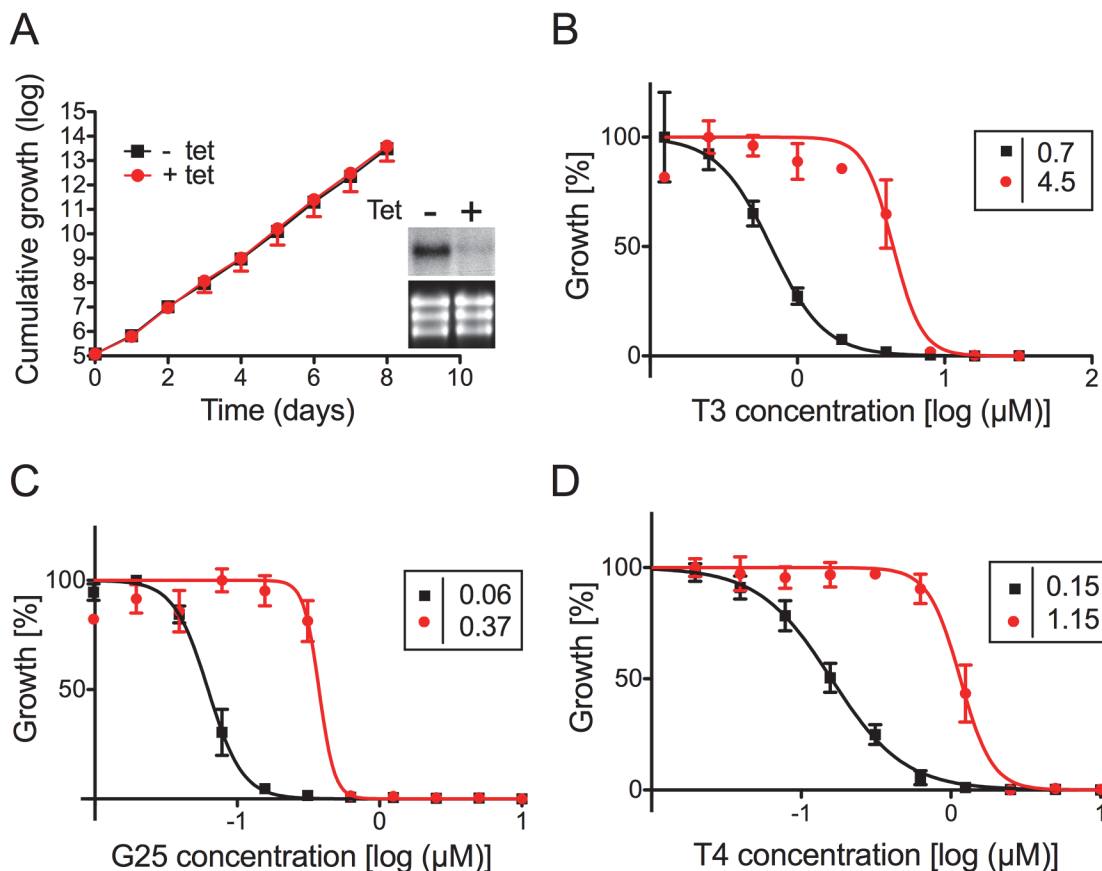 A
Cumulative growth (log)
15
14
13
12
11
10
9
8
7
6
5
- tet
+ tet
Tet - +
0 2 4 6 8 10
Time (days)
B
Growth [%]
100
50
0
0.7
4.5
0 1 2
T3 concentration [log (µM)]
C
Growth [%]
100
50
0.06
0.37
-1 0 1
G25 concentration [log (µM)]
D
Growth [%]
100
50
0
0.15
1.15
-1 0 1
T4 concentration [log (µM)]